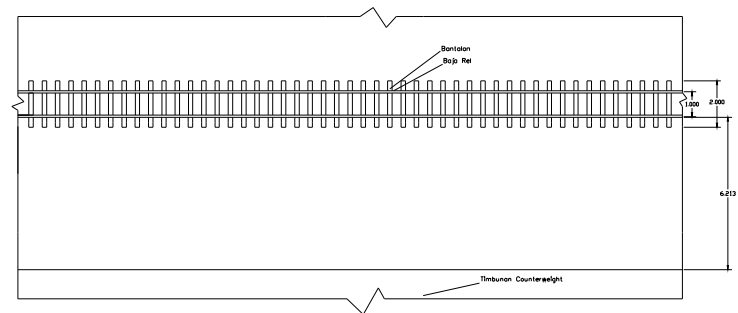 Bantalan
Baja Rel
1.000
2.000
6.213
Timbunan Counterweight